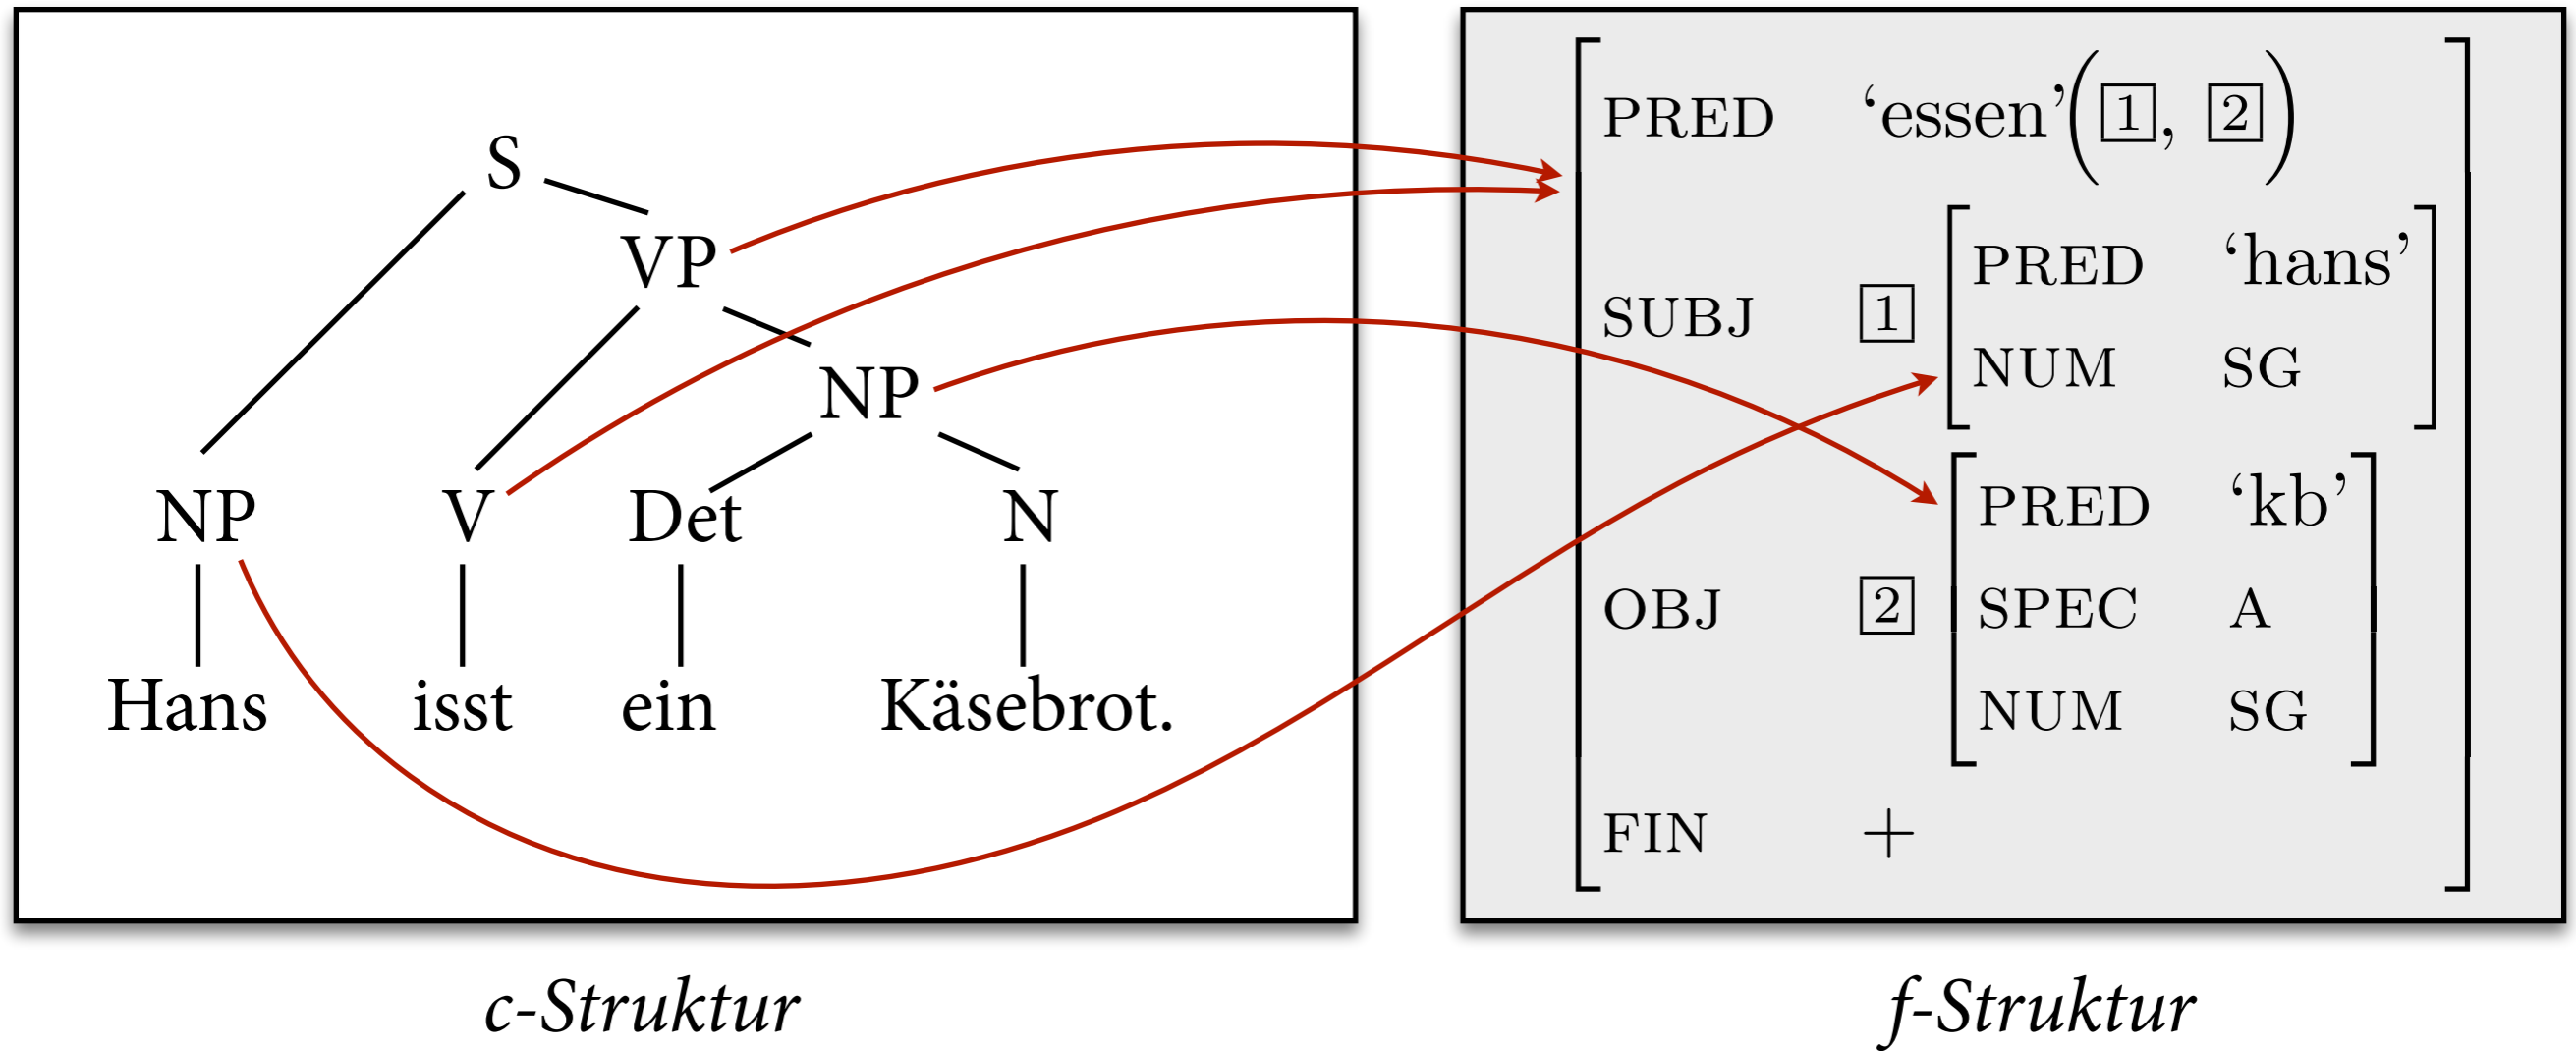 S
VP
NP
NP V Det N
Hans isst ein Käsebrot.
c-Struktur
PRED ‘essen’(1, 2)
SUBJ 1
PRED ‘hans’
NUM SG
OBJ 2
PRED ‘kb’
SPEC A
NUM SG
FIN +
f-Struktur